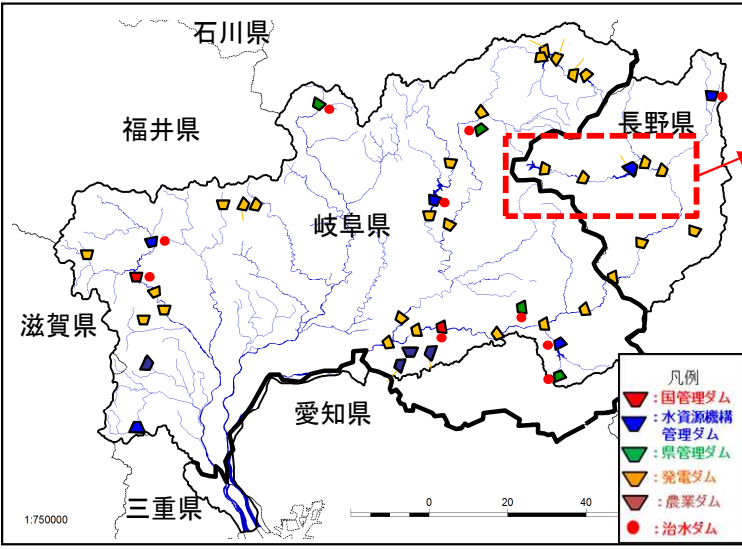 石川県
福井県
長野県
岐阜県
滋賀県
愛知県
三重県
1:750000
0
20
40
凡例
：国管理ダム
：水資源機構
管理ダム
：県管理ダム
：発電ダム
：農業ダム
：治水ダム